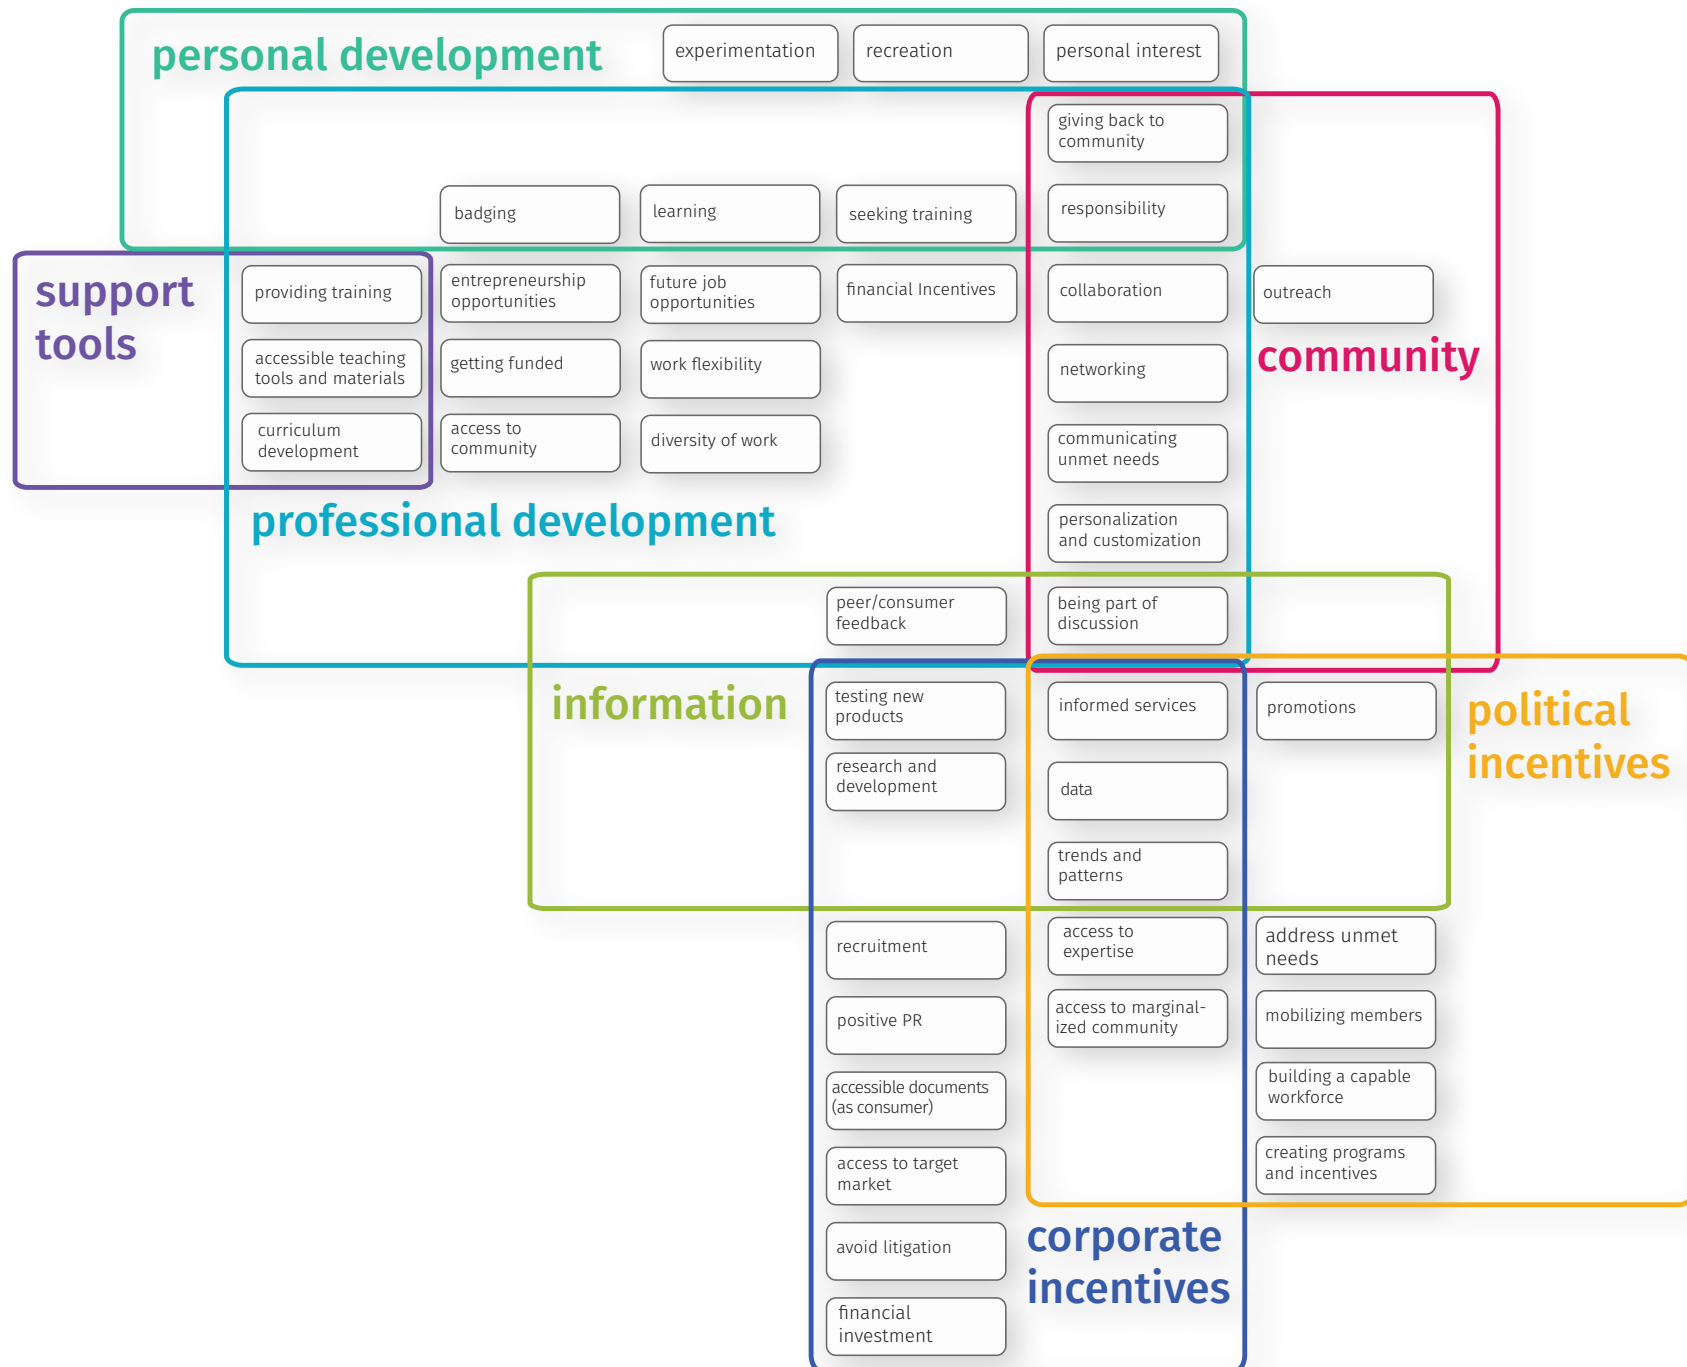 personal development
experimentation
recreation
personal interest
giving back to
community
badging
learning
seeking training
responsibility
support
tools
providing training
entrepreneurship
opportunities
future job
opportunities
financial Incentives
collaboration
outreach
community
accessible teaching
tools and materials
getting funded
work flexibility
networking
curriculum
development
access to
community
diversity of work
communicating
unmet needs
professional development
personalization
and customization
peer/consumer
feedback
being part of
discussion
information
testing new
products
informed services
promotions
political
incentives
research and
development
data
trends and
patterns
recruitment
access to
expertise
address unmet
needs
positive PR
access to marginal-
ized community
mobilizing members
accessible documents
(as consumer)
building a capable
workforce
access to target
market
creating programs
and incentives
avoid litigation
corporate
incentives
financial
investment